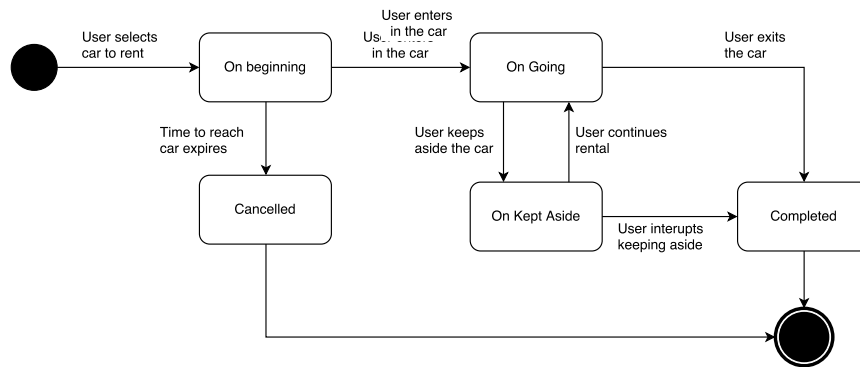 User enters
in the car
User selects
car to rent
in the car
User exits
the car
On beginning
On Going
Time to reach
car expires
User keeps
aside the car
User continues
rental
Cancelled
On Kept Aside
Completed
User interupts
keeping aside